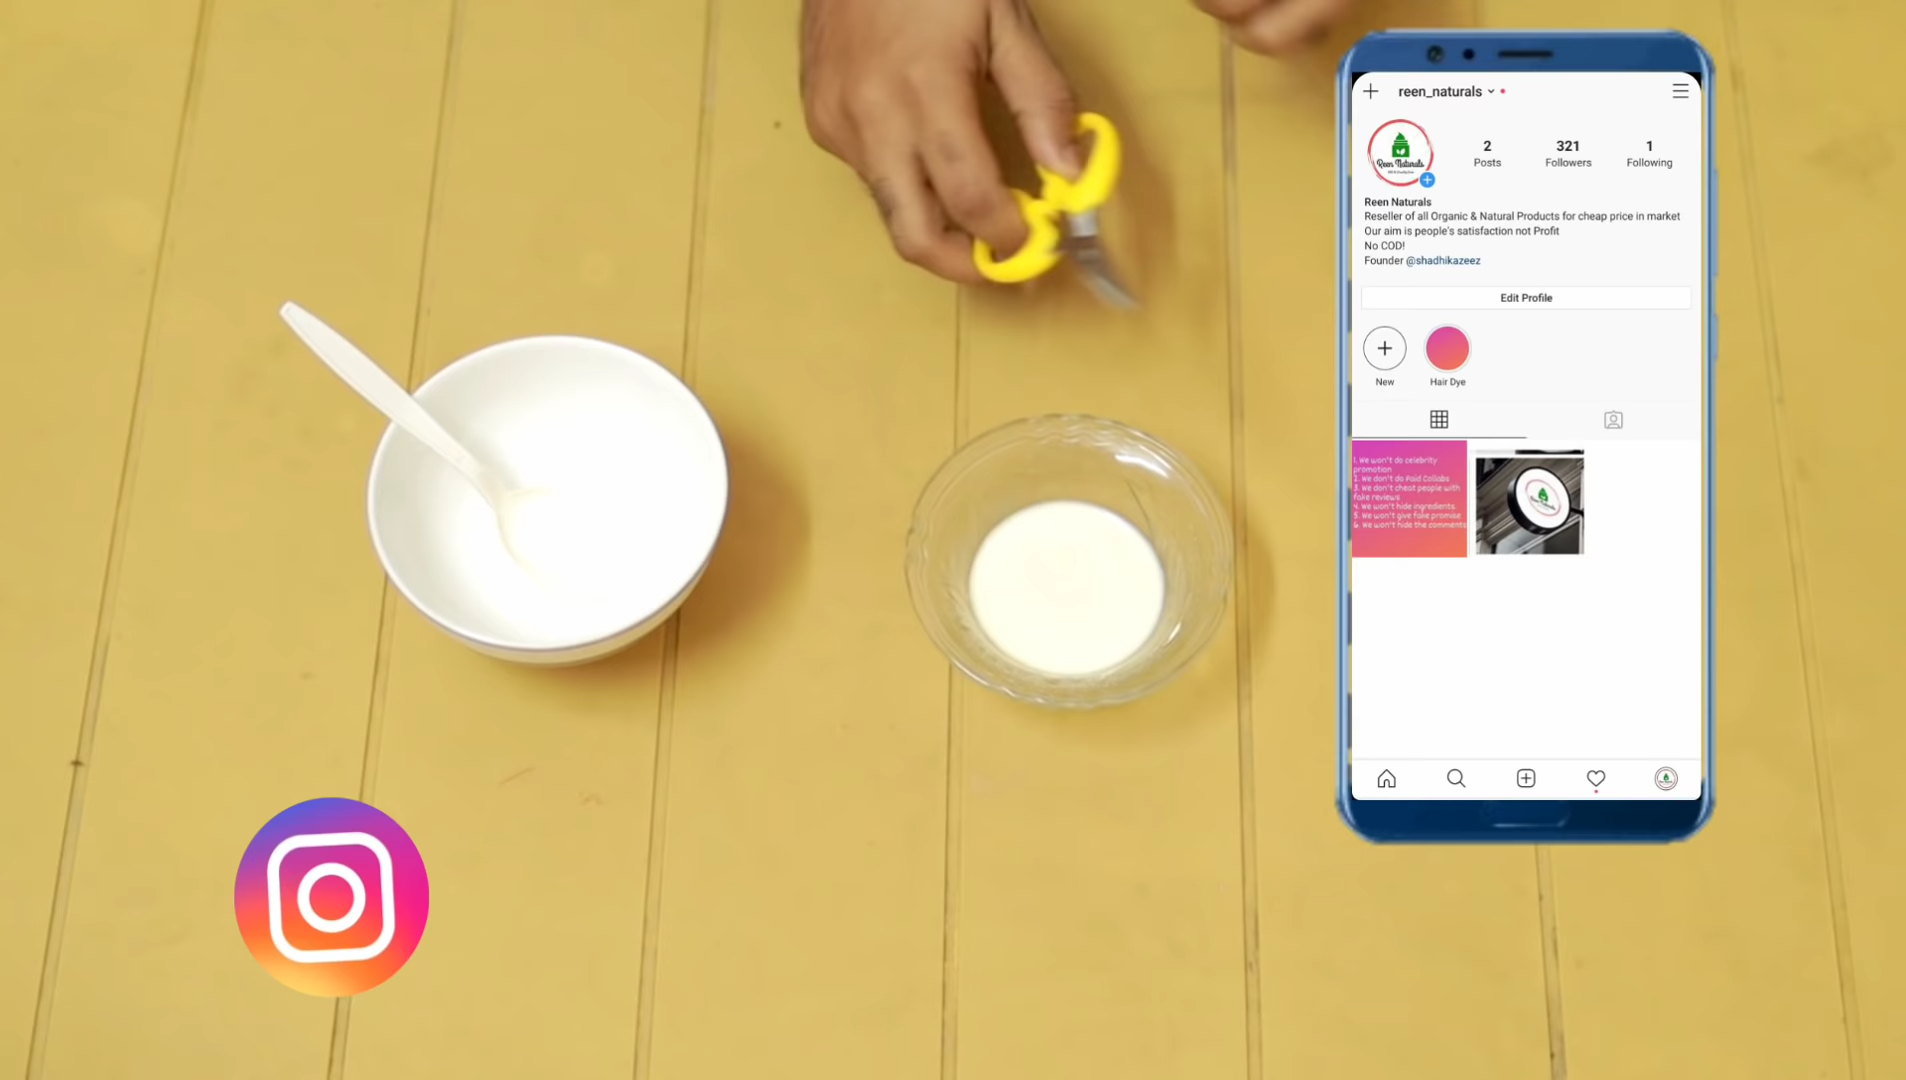 reen_naturals
2
Posts
321
Followers
1
Following
Reen Naturals
Reen Naturals
Reseller of all Organic & Natural Products for cheap price in market
Our aim is people's satisfaction not Profit
No COD!
Founder @shadhikazeez
Edit Profile
New
Hair Dye
1. We won't do celebrity
promotion
2. We don't do Paid Collabs
3. We don't cheat people with
fake reviews
4. We won't hide ingredients.
5. We won't give fake promise
6. We won't hide the comments